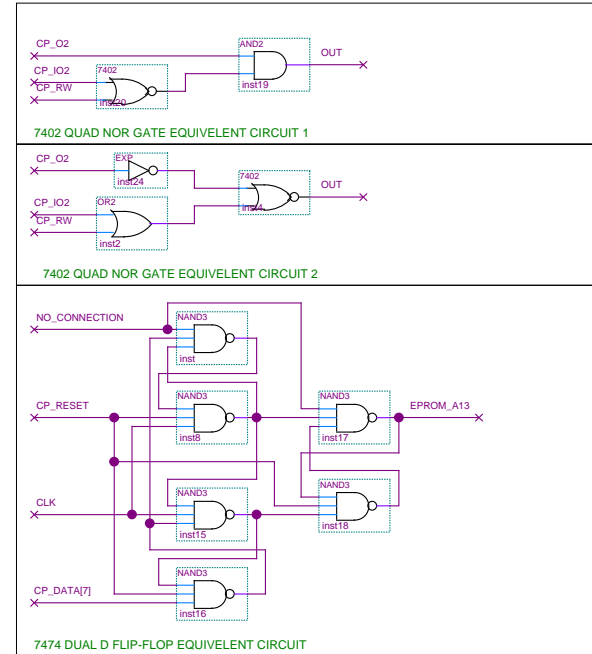 CP_O2
AND2
OUT
CP_IO2
7402
CP_RW
inst20
inst19
7402 QUAD NOR GATE EQUIVELENT CIRCUIT 1
CP_O2
EXP
inst24
7402
OUT
CP_IO2
OR2
CP_RW
inst2
7402 QUAD NOR GATE EQUIVELENT CIRCUIT 2
NO_CONNECTION
NAND3
inst
CP_RESET
NAND3
NAND3
EPROM_A13
inst8
inst17
CLK
NAND3
NAND3
inst15
inst18
CP_DATA[7]
NAND3
inst16
7474 DUAL D FLIP-FLOP EQUIVELENT CIRCUIT